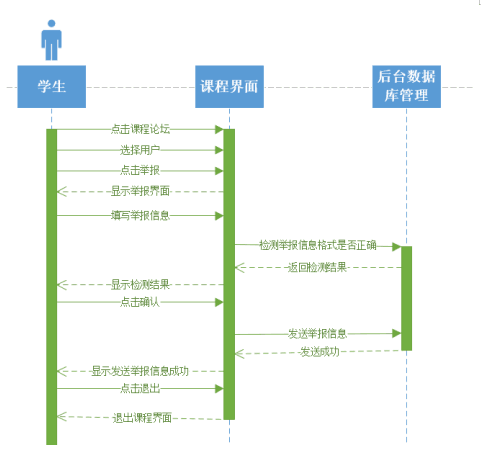 学生
课程界面
后台数据
库管理
点击课程论坛
选择用户
点击举报
显示举报界面
填写举报信息
检测举报信息格式是否正确
返回检测结果
显示检测结果
点击确认
发送举报信息
发送成功
显示发送举报信息成功
点击退出
退出课程界面